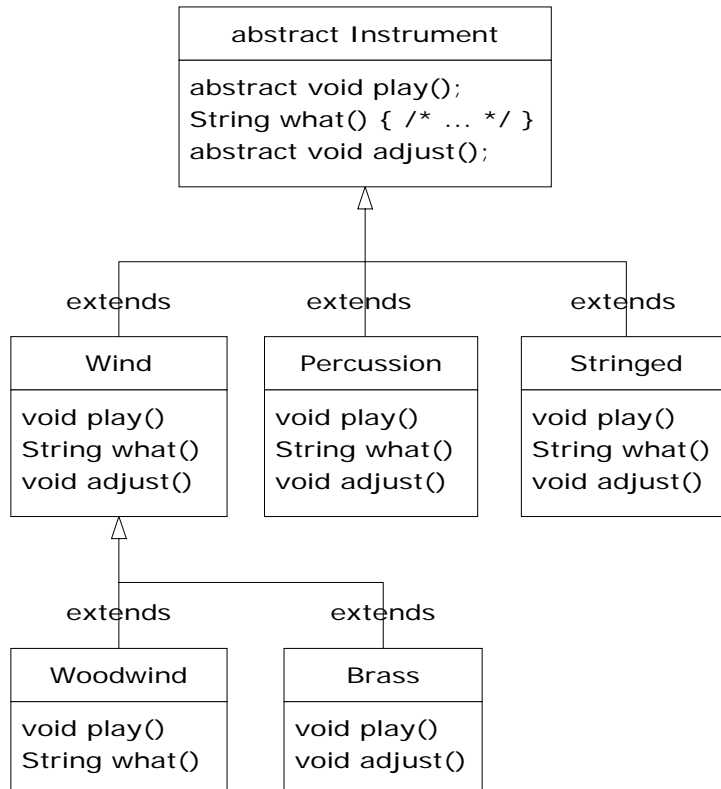 abstract Instrument
abstract void play();
String what() { /* ... */ }
abstract void adjust();
extends extends extends
Wind
void play()
String what()
void adjust()
Percussion
void play()
String what()
void adjust()
Stringed
void play()
String what()
void adjust()
extends extends
Woodwind
void play()
String what()
Brass
void play()
void adjust()